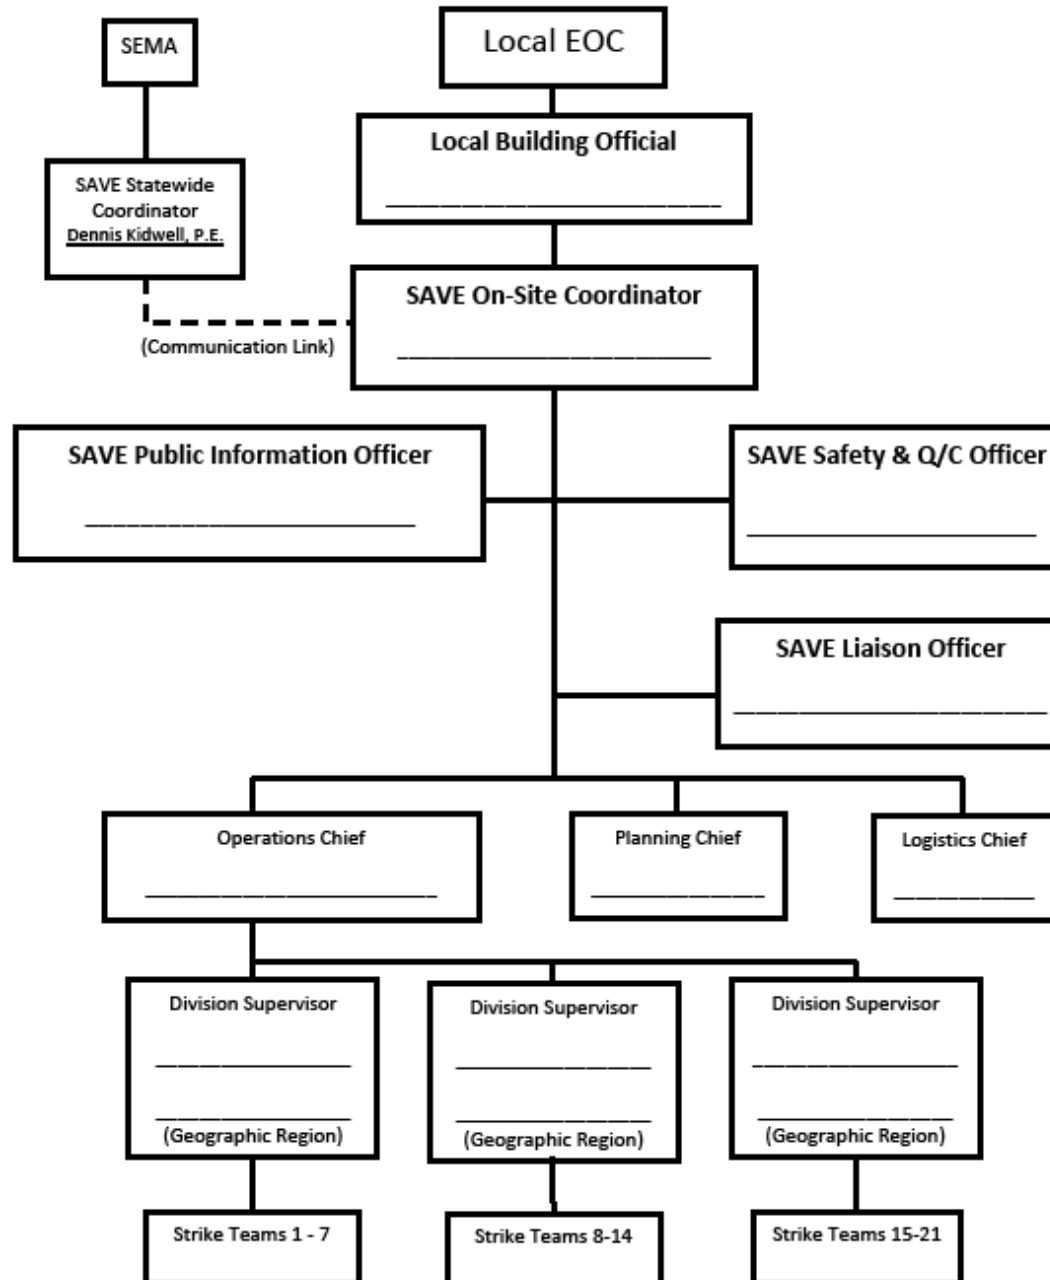 SEMA
Local EOC
Local Building Official
SAVE Statewide
Coordinator
Dennis Kidwell, P.E.
SAVE On-Site Coordinator
(Communication Link)
SAVE Public Information Officer
SAVE Safety & Q/C Officer
SAVE Liaison Officer
Operations Chief
Planning Chief
Logistics Chief
Division Supervisor
(Geographic Region)
Division Supervisor
(Geographic Region)
Division Supervisor
(Geographic Region)
Strike Teams 1 - 7
Strike Teams 8-14
Strike Teams 15-21